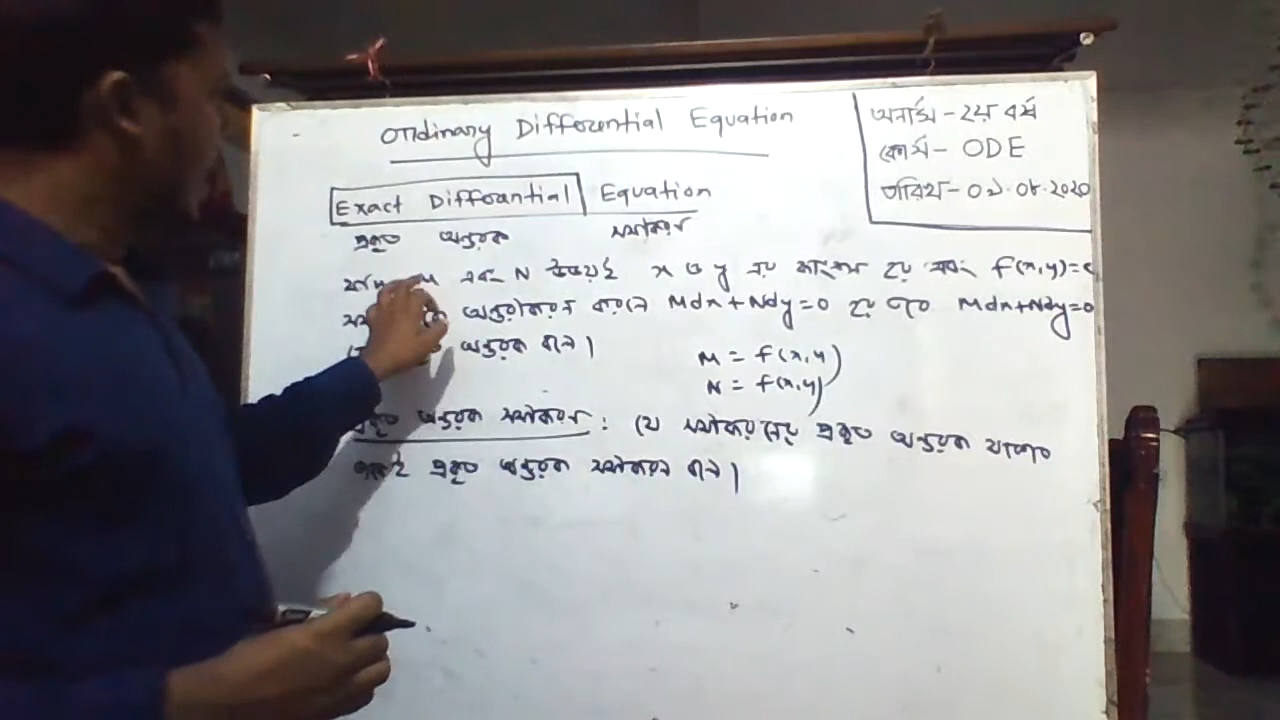 Ordinary Differential Equation
অনার্স - ২য় বর্ষ
কোর্স - ODE
তারিখ - ০৯.০৮.২০২০
Exact Differential Equation
প্রকৃত অন্তরক সমীকরণ
যখন M এবং N উভয়ই x ও y এর ফাংশন হয় এবং f(x,y)=c
অন্তরীকরণ করলে Mdx+Ndy=0 হয় তবে Mdx+Ndy=0
অন্তরক বলে।
M = f(x,y)
N = f(x,y)
প্রকৃত অন্তরক সমীকরণ : যে সমীকরণে প্রকৃত অন্তরক থাকে
তাকেই প্রকৃত অন্তরক সমীকরণ বলে।